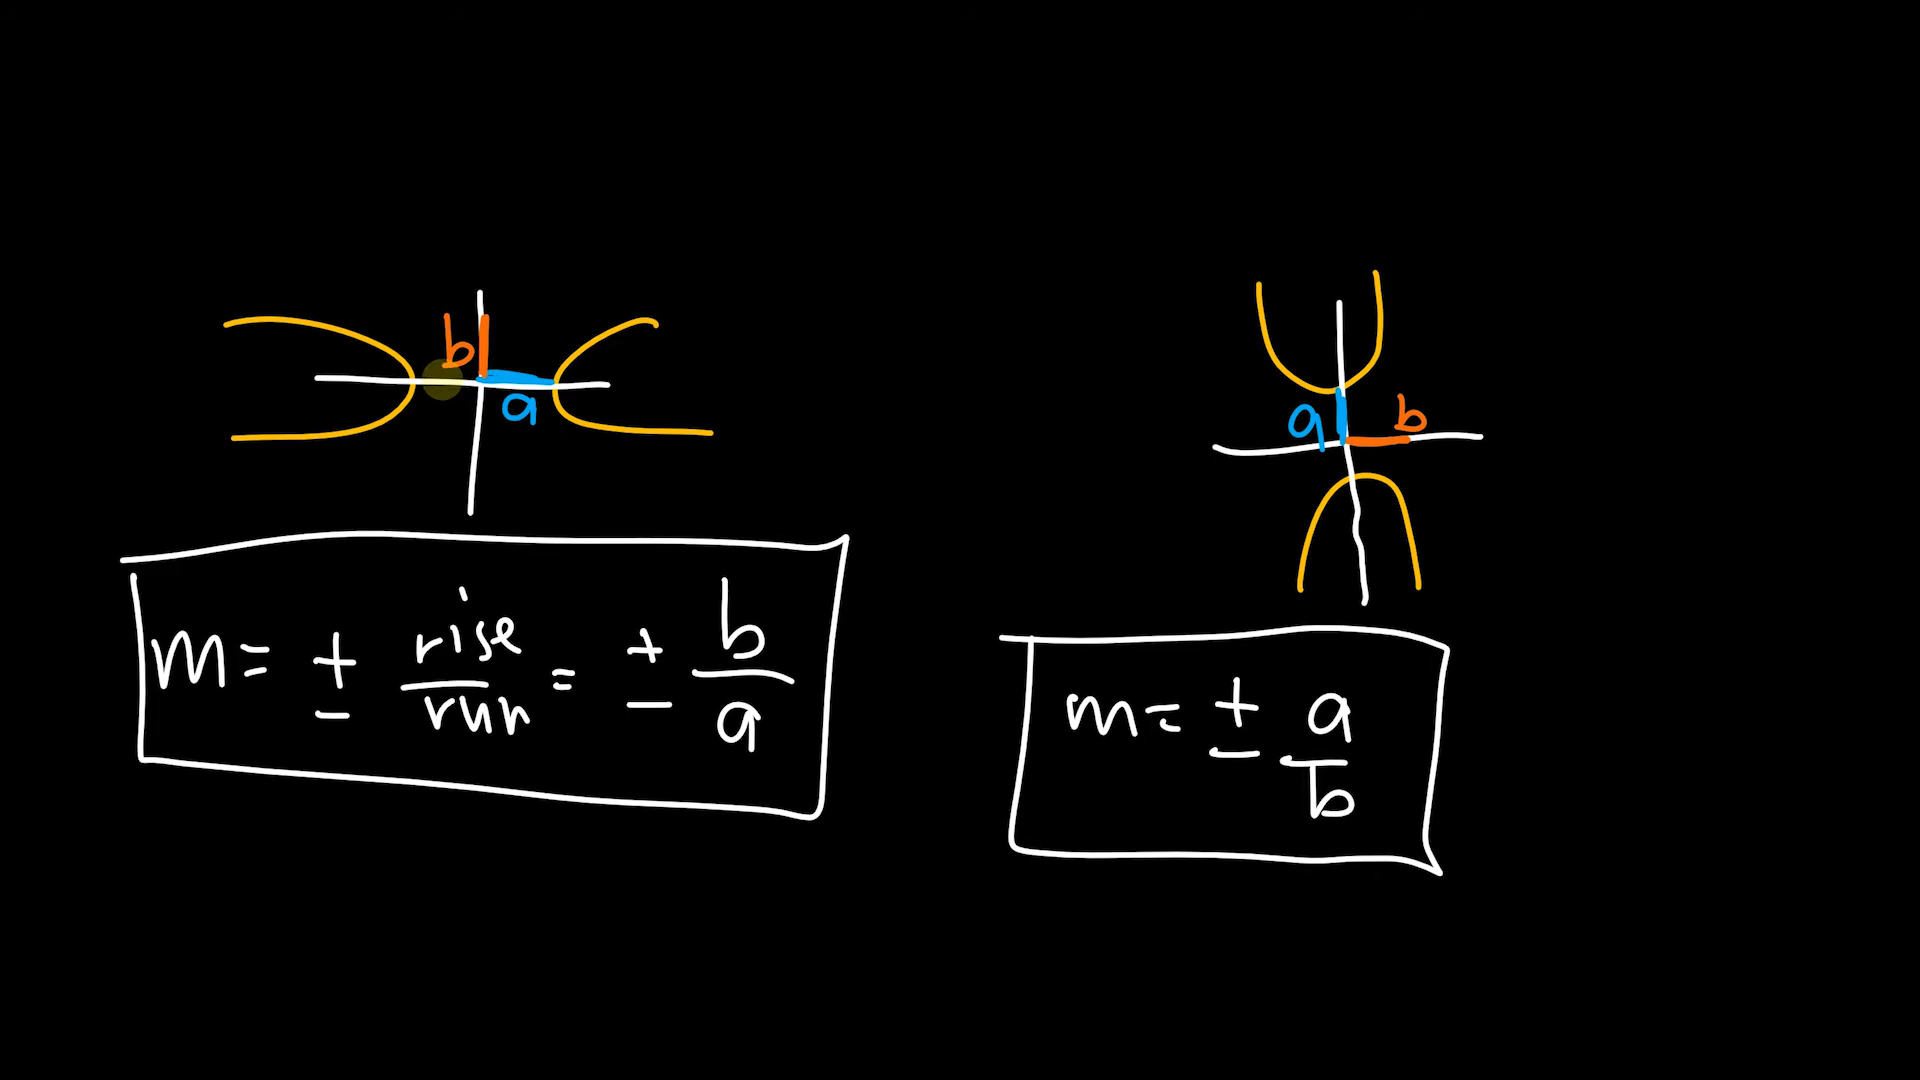 b
a
a
b
m = ± rise/run = ± b/a
m = ± a/b